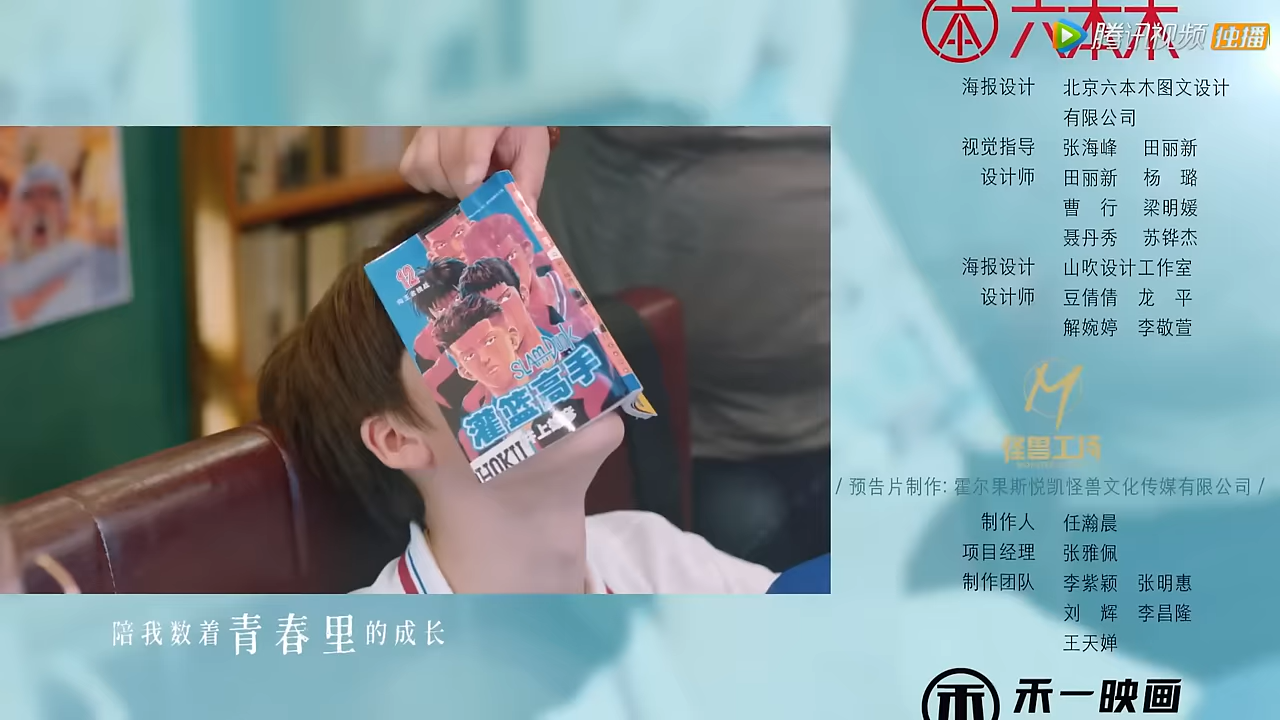 六本木
腾讯视频 独播
海报设计 北京六本木图文设计
有限公司
视觉指导 张海峰 田丽新
设计师 田丽新 杨 璐
曹 行 梁明媛
聂丹秀 苏铧杰
海报设计 山吹设计工作室
设计师 豆倩倩 龙 平
解婉婷 李敬萱
怪兽工场
/ 预告片制作: 霍尔果斯悦凯怪兽文化传媒有限公司 /
制作人 任瀚晨
项目经理 张雅佩
制作团队 李紫颖 张明惠
刘 辉 李昌隆
王天婵
禾一映画
12
SLAM Dunk
灌篮高手
陪我数着青春里的成长